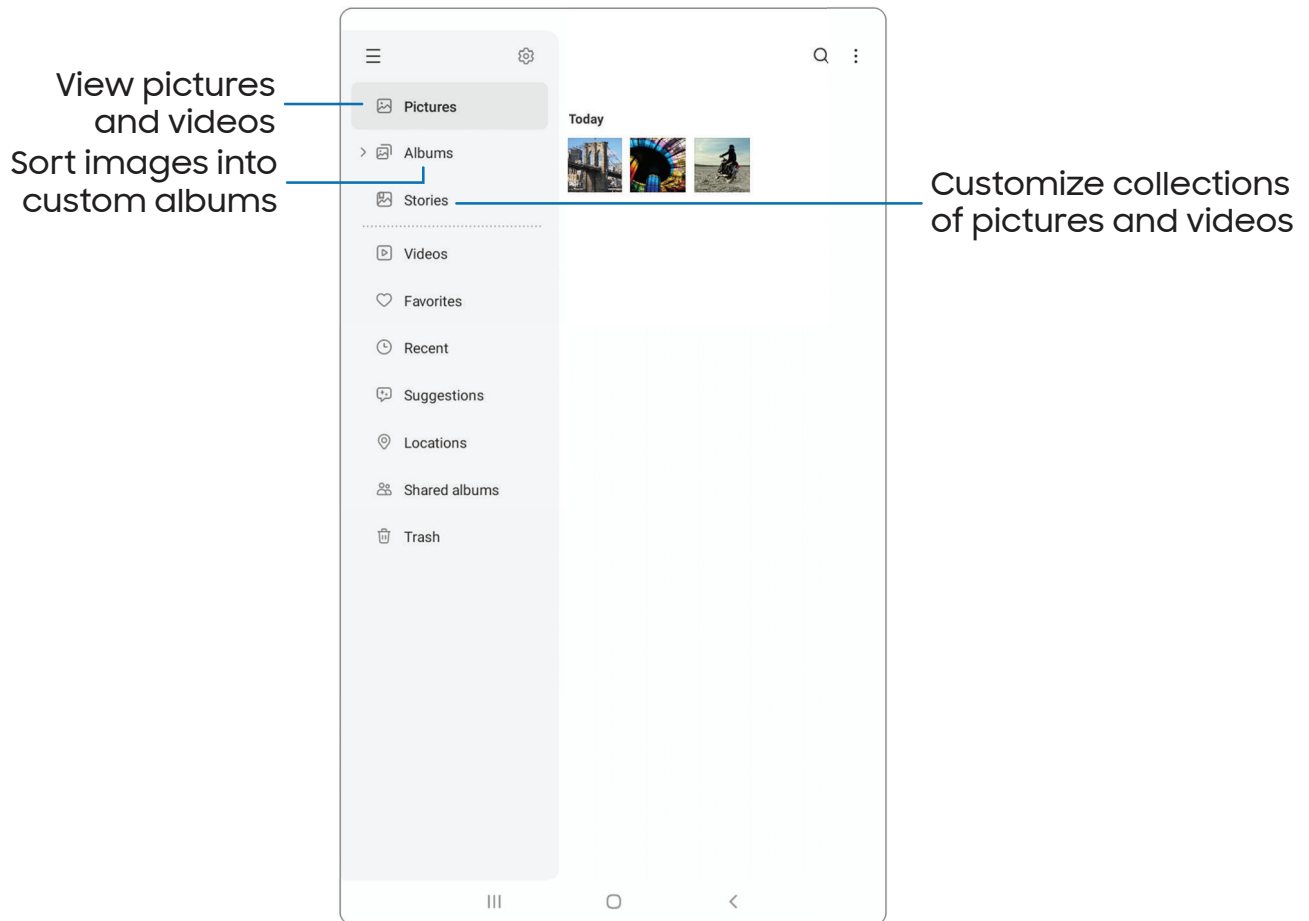 View pictures
and videos
Sort images into
custom albums
Pictures
Albums
Stories
Videos
Favorites
Recent
Suggestions
Locations
Shared albums
Trash
Today
Customize collections
of pictures and videos